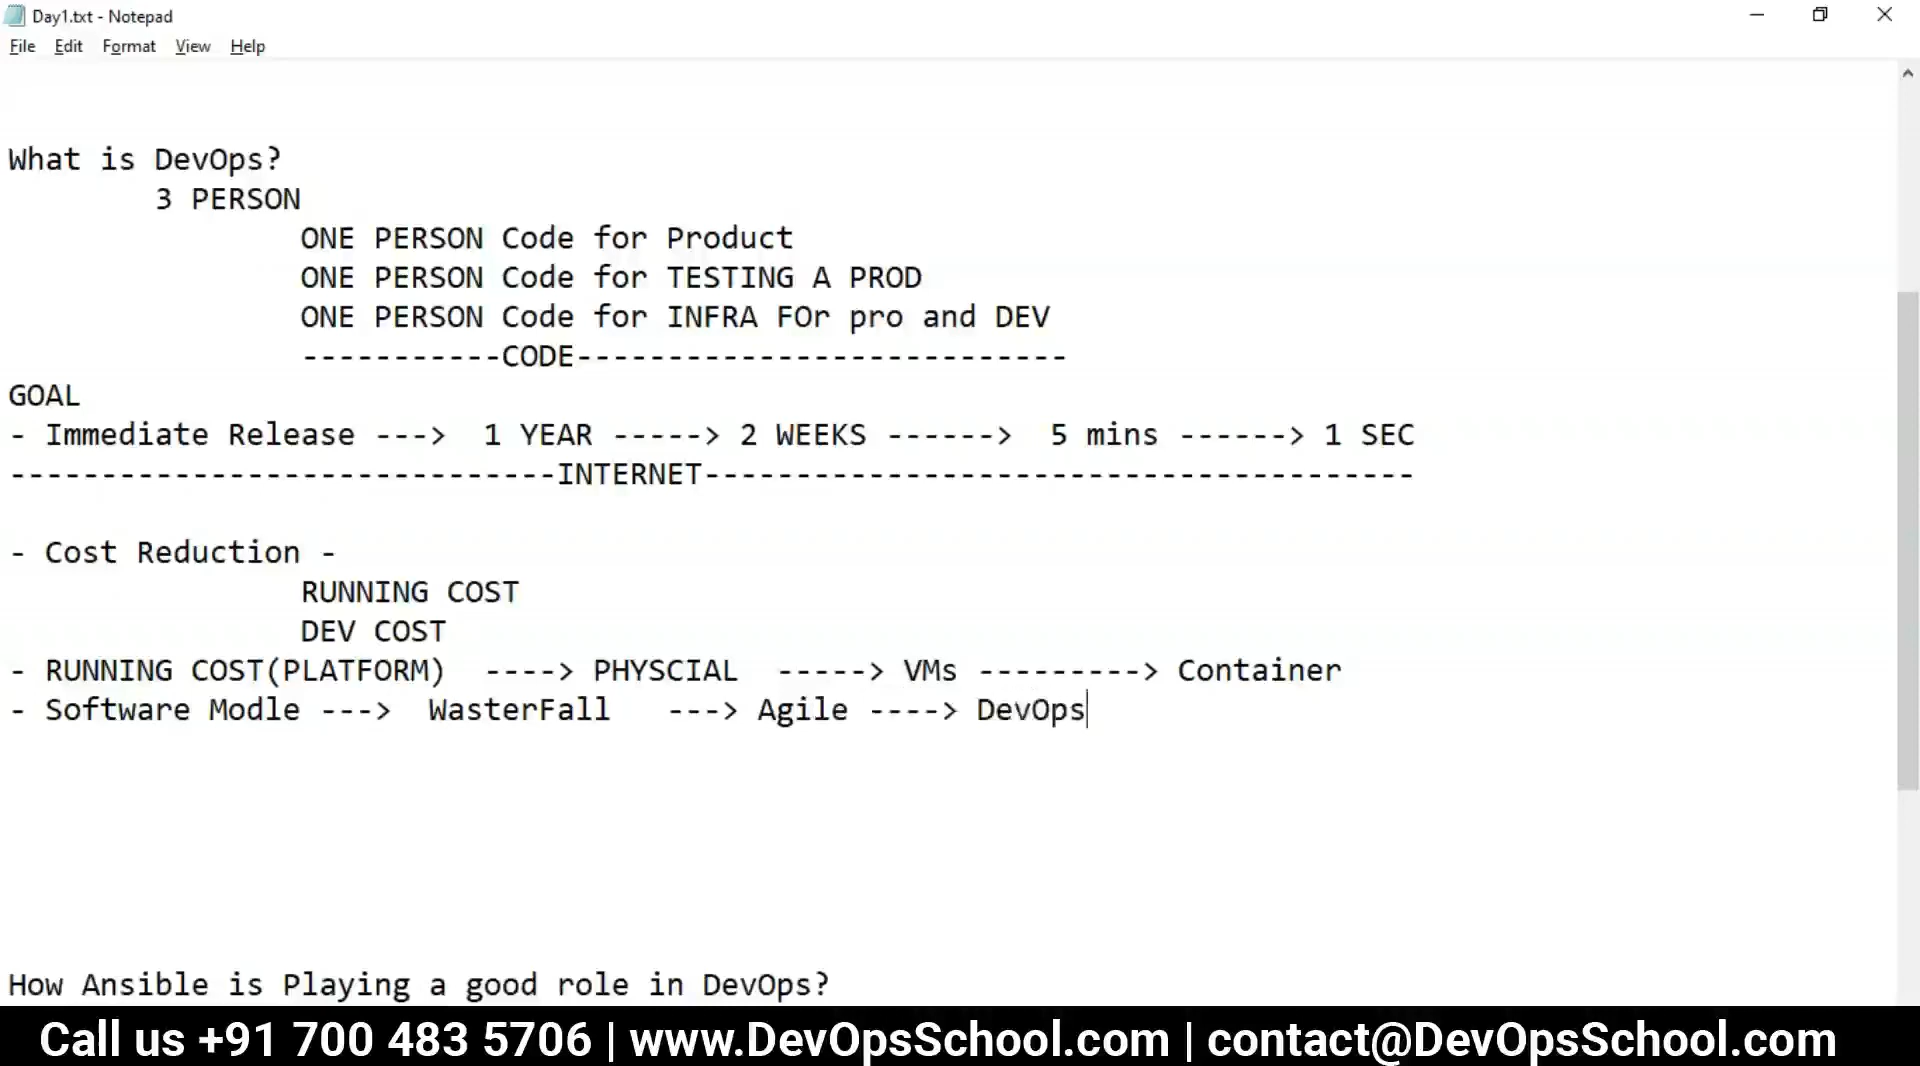 Day1.txt - Notepad
File Edit Format View Help
What is DevOps?
3 PERSON
ONE PERSON Code for Product
ONE PERSON Code for TESTING A PROD
ONE PERSON Code for INFRA FOr pro and DEV
-----------CODE---------------------------
GOAL
- Immediate Release ---> 1 YEAR -----> 2 WEEKS ------> 5 mins ------> 1 SEC
------------------------------INTERNET---------------------------------------
- Cost Reduction -
RUNNING COST
DEV COST
- RUNNING COST(PLATFORM) ----> PHYSCIAL -----> VMs ---------> Container
- Software Modle ---> WasterFall ---> Agile ----> DevOps
How Ansible is Playing a good role in DevOps?
Call us +91 700 483 5706 | www.DevOpsSchool.com | contact@DevOpsSchool.com